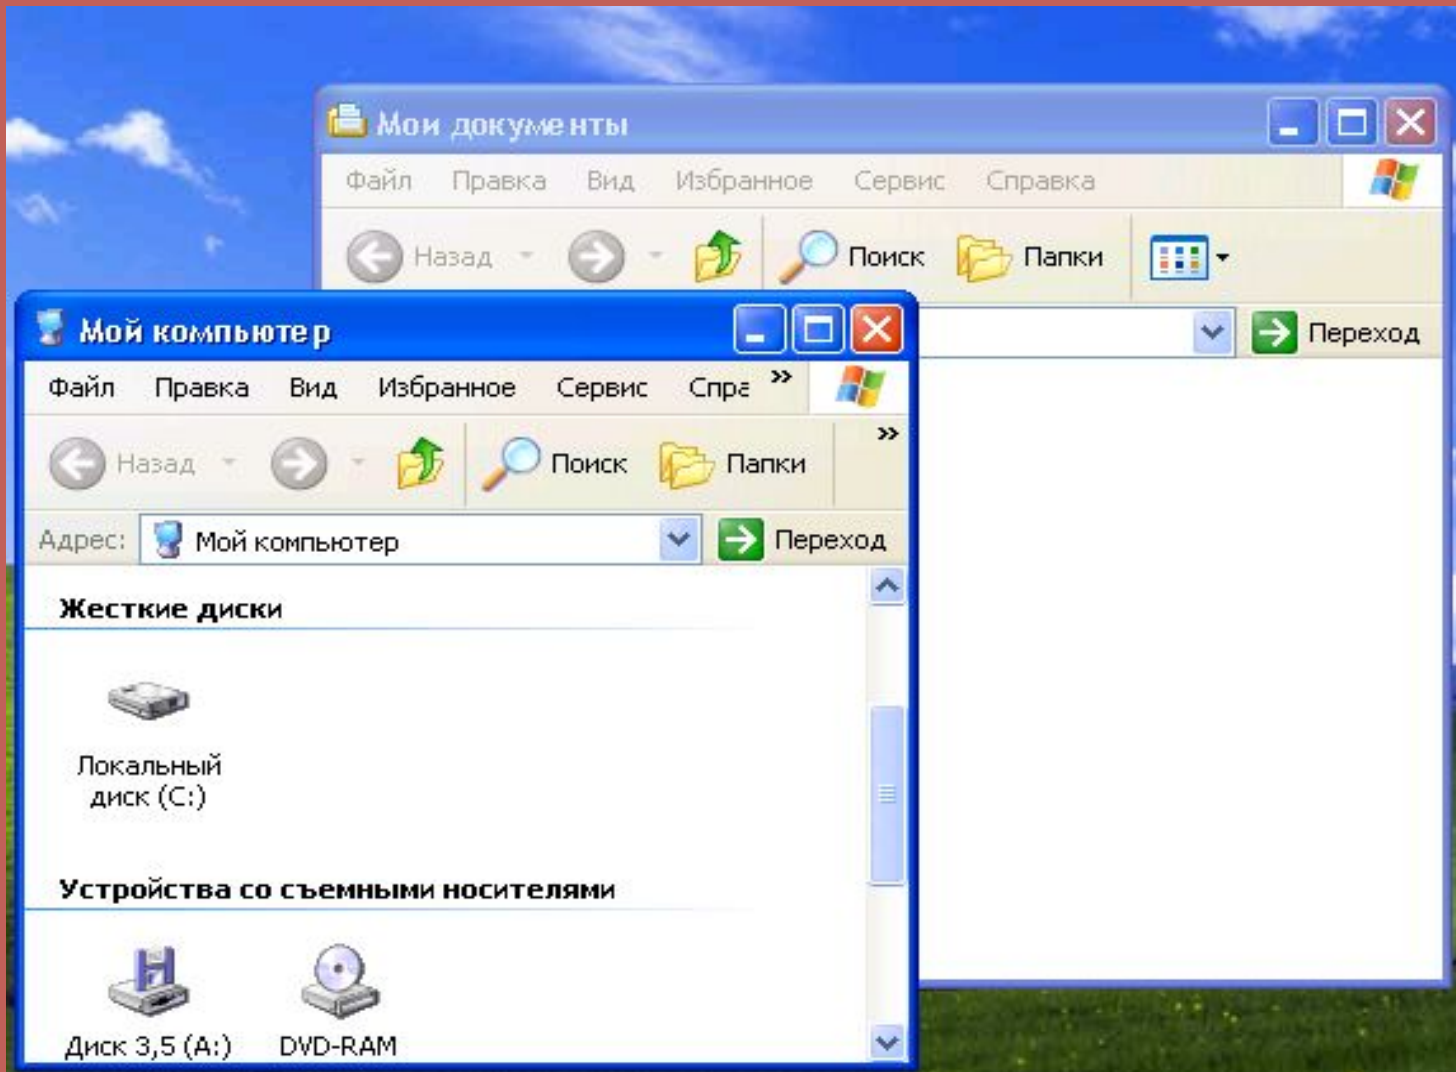 Мои документы
Файл Правка Вид Избранное Сервис Справка
Назад Поиск Папки
Переход
Мой компьютер
Файл Правка Вид Избранное Сервис Спра »
Назад Поиск Папки »
Адрес: Мой компьютер Переход
Жесткие диски
Локальный
диск (C:)
Устройства со съемными носителями
Диск 3,5 (A:) DVD-RAM